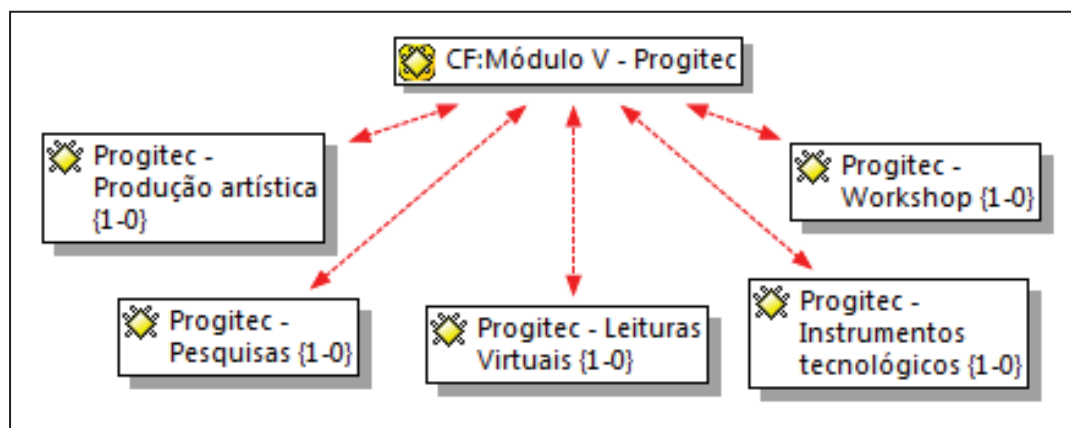 CF:Módulo V - Progitec
Progitec -
Produção artística
{1-0}
Progitec -
Workshop {1-0}
Progitec -
Pesquisas {1-0}
Progitec - Leituras
Virtuais {1-0}
Progitec -
Instrumentos
tecnológicos {1-0}